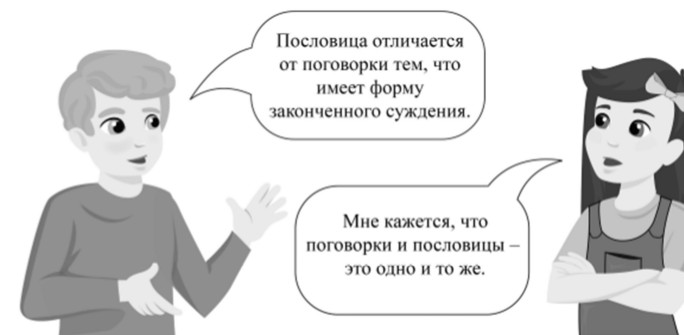 Пословица отличается
от поговорки тем, что
имеет форму
законченного суждения.
Мне кажется, что
поговорки и пословицы –
это одно и то же.